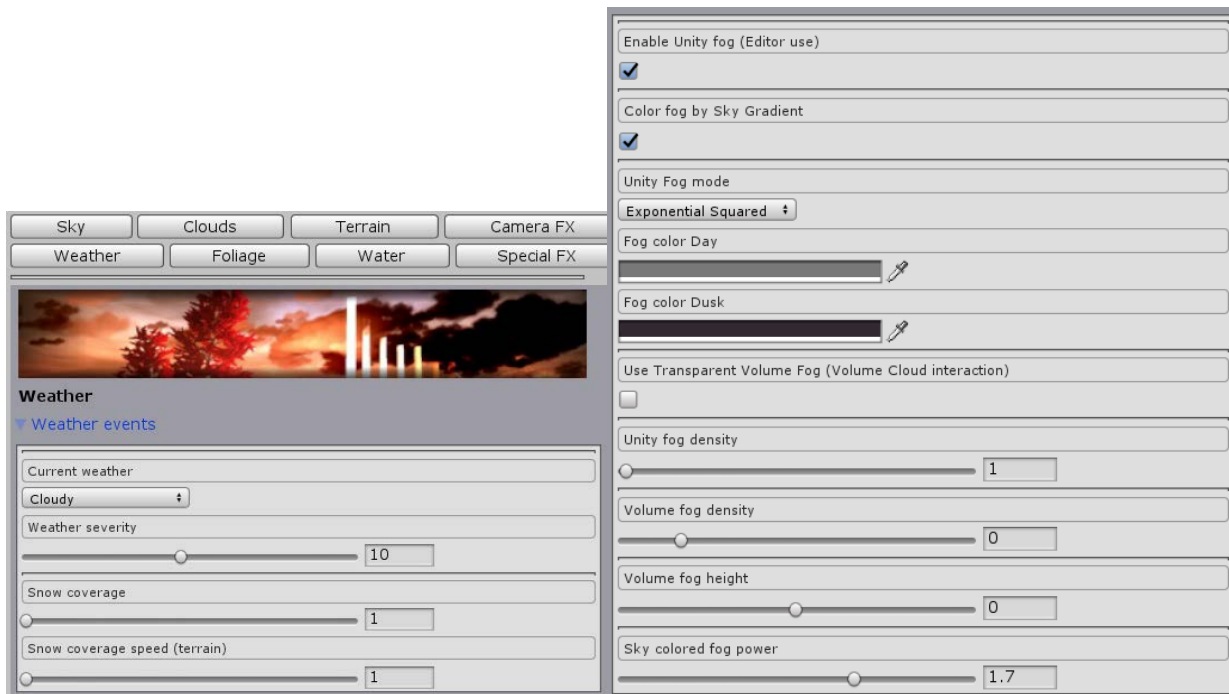 Sky
Clouds
Terrain
Camera FX
Weather
Foliage
Water
Special FX
Weather
Weather events
Current weather
Cloudy
Weather severity
10
Snow coverage
1
Snow coverage speed (terrain)
1
Enable Unity fog (Editor use)
Color fog by Sky Gradient
Unity Fog mode
Exponential Squared
Fog color Day
Fog color Dusk
Use Transparent Volume Fog (Volume Cloud interaction)
Unity fog density
1
Volume fog density
0
Volume fog height
0
Sky colored fog power
1.7